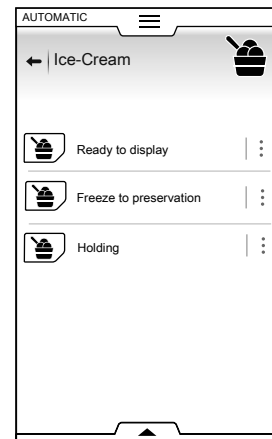 AUTOMATIC
Ice-Cream
Ready to display
Freeze to preservation
Holding